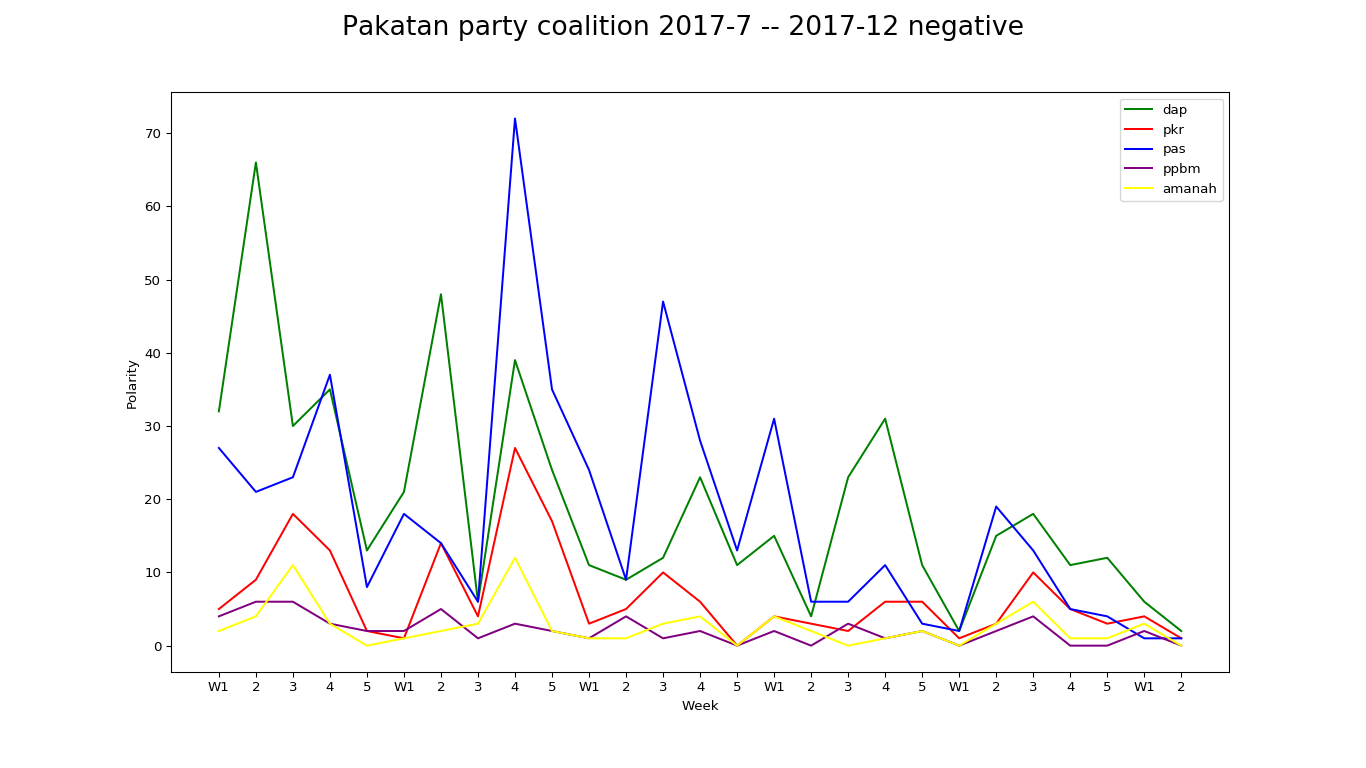 Pakatan party coalition 2017-7 -- 2017-12 negative
dap
pkr
pas
ppbm
amanah
70
60
50
40
30
20
10
0
Polarity
W1 2 3 4 5 W1 2 3 4 5 W1 2 3 4 5 W1 2 3 4 5 W1 2 3 4 5 W1 2
Week